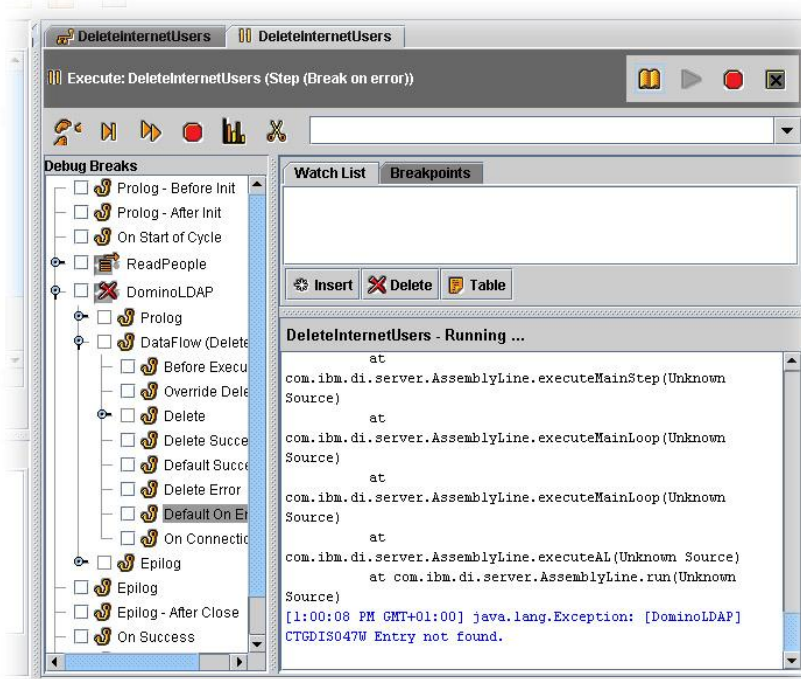 DeleteInternetUsers
DeleteInternetUsers
Execute: DeleteInternetUsers (Step (Break on error))
Debug Breaks
Prolog - Before Init
Prolog - After Init
On Start of Cycle
ReadPeople
DominoLDAP
Prolog
DataFlow (Delete
Before Execu
Override Dele
Delete
Delete Succe
Default Succe
Delete Error
Default On Er
On Connectio
Epilog
Epilog
Epilog - After Close
On Success
Watch List
Breakpoints
Insert
Delete
Table
DeleteInternetUsers - Running ...
at
com.ibm.di.server.AssemblyLine.executeMainStep(Unknown
Source)
at
com.ibm.di.server.AssemblyLine.executeMainLoop(Unknown
Source)
at
com.ibm.di.server.AssemblyLine.executeMainLoop(Unknown
Source)
at
com.ibm.di.server.AssemblyLine.executeAL(Unknown Source)
at com.ibm.di.server.AssemblyLine.run(Unknown
Source)
[1:00:08 PM GMT+01:00] java.lang.Exception: [DominoLDAP]
CTGDIS047W Entry not found.